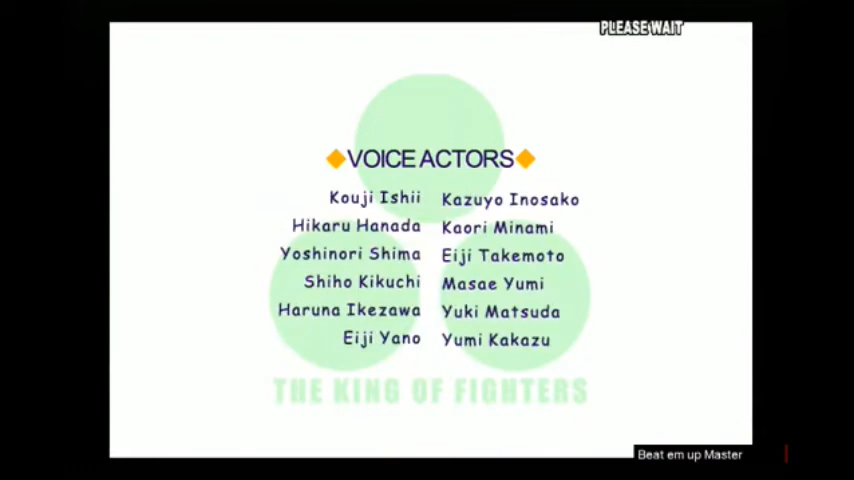 PLEASE WAIT
◆VOICE ACTORS◆
Kouji Ishii Kazuyo Inosako
Hikaru Hanada Kaori Minami
Yoshinori Shima Eiji Takemoto
Shiho Kikuchi Masae Yumi
Haruna Ikezawa Yuki Matsuda
Eiji Yano Yumi Kakazu
THE KING OF FIGHTERS
Beat em up Master